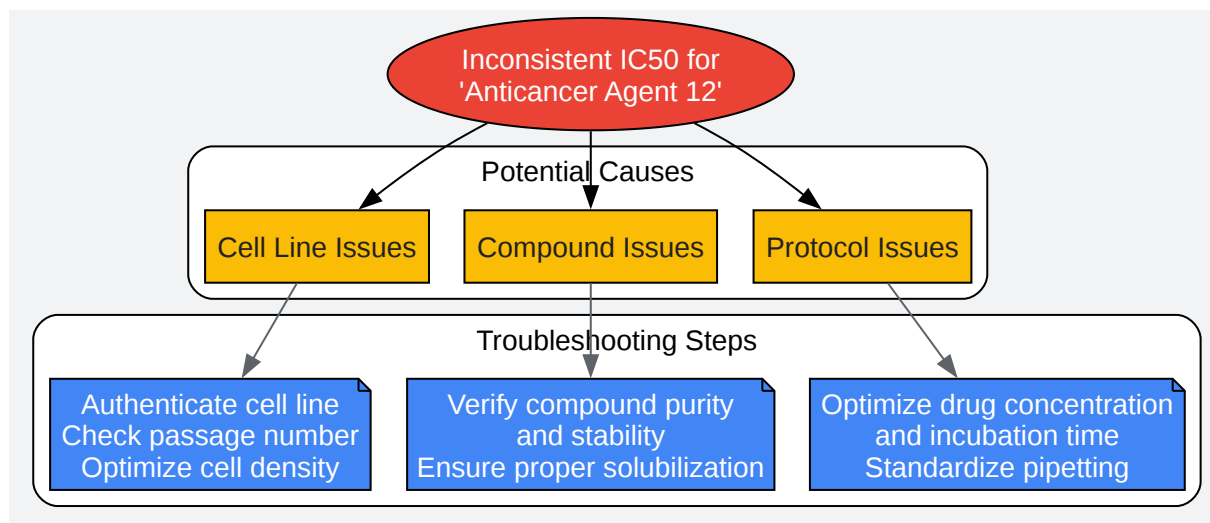 Inconsistent IC50 for
'Anticancer Agent 12'
Potential Causes
Cell Line Issues
Compound Issues
Protocol Issues
Troubleshooting Steps
Authenticate cell line
Check passage number
Optimize cell density
Verify compound purity
and stability
Ensure proper solubilization
Optimize drug concentration
and incubation time
Standardize pipetting